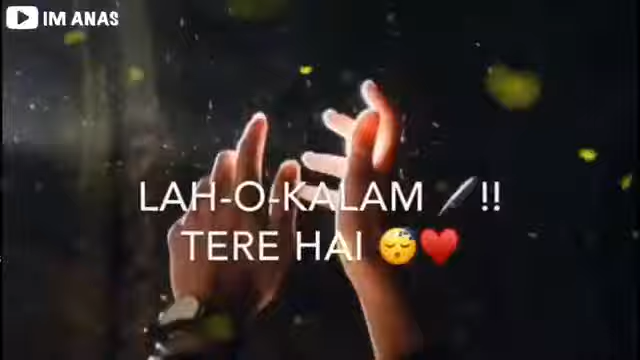 IM ANAS
LAH-O-KALAM 🖋️!!
TERE HAI 😴❤️